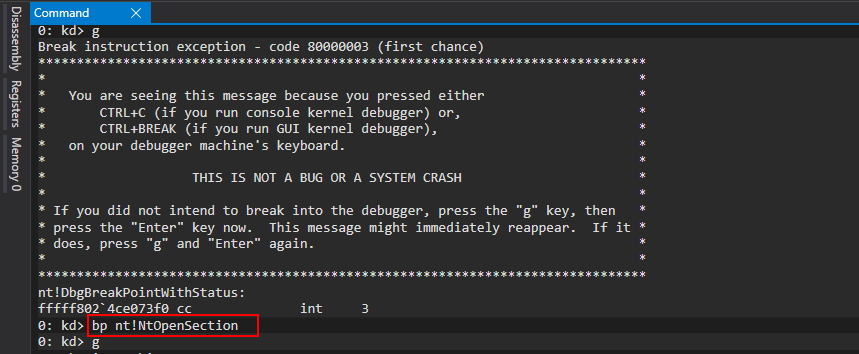 Disassembly
Registers
Memory 0
Command
0: kd> g
Break instruction exception - code 80000003 (first chance)
*******************************************************************************
*                                                                             *
*   You are seeing this message because you pressed either                    *
*       CTRL+C (if you run console kernel debugger) or,                       *
*       CTRL+BREAK (if you run GUI kernel debugger),                          *
*   on your debugger machine's keyboard.                                      *
*                                                                             *
*                   THIS IS NOT A BUG OR A SYSTEM CRASH                       *
*                                                                             *
* If you did not intend to break into the debugger, press the "g" key, then   *
* press the "Enter" key now.  This message might immediately reappear.  If it *
* does, press "g" and "Enter" again.                                          *
*                                                                             *
*******************************************************************************
nt!DbgBreakPointWithStatus:
fffff802`4ce073f0 cc              int     3
0: kd> bp nt!NtOpenSection
0: kd> g